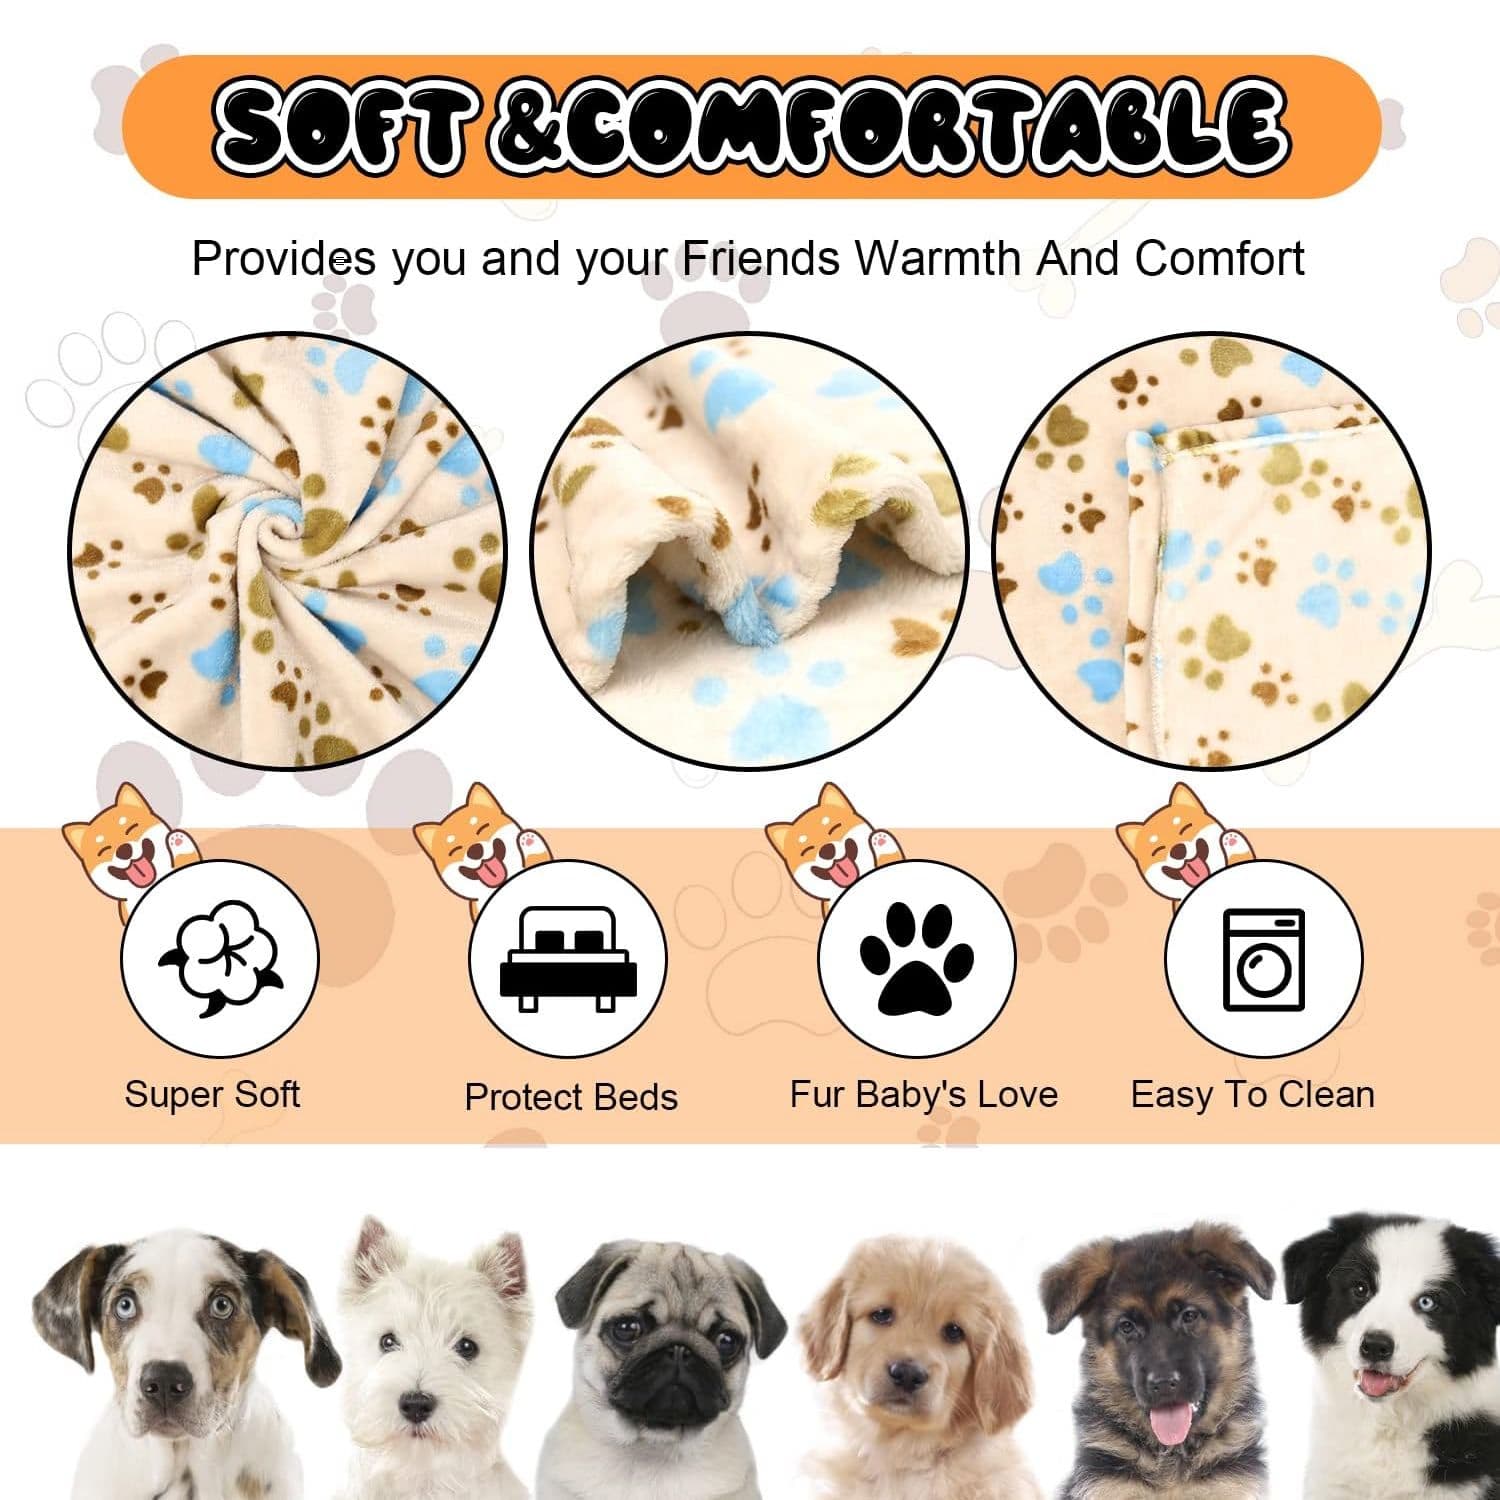 SOFT &COMFORTABLE
Provides you and your Friends Warmth And Comfort
Super Soft
Protect Beds
Fur Baby's Love
Easy To Clean